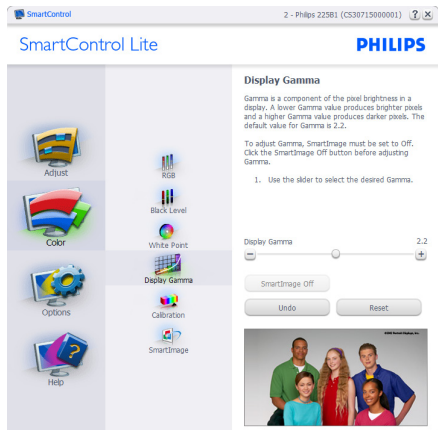 SmartControl
2 - Philips 225B1 (CS30715000001) ? X
SmartControl Lite
PHILIPS
Adjust
Color
Options
Help
RGB
Black Level
White Point
Display Gamma
Calibration
SmartImage
Display Gamma
Gamma is a component of the pixel brightness in a
display. A lower Gamma value produces brighter pixels
and a higher Gamma value produces darker pixels. The
default value for Gamma is 2.2.
To adjust Gamma, SmartImage must be set to Off.
Click the SmartImage Off button before adjusting
Gamma.
1. Use the slider to select the desired Gamma.
Display Gamma 2.2
SmartImage Off
Undo Reset